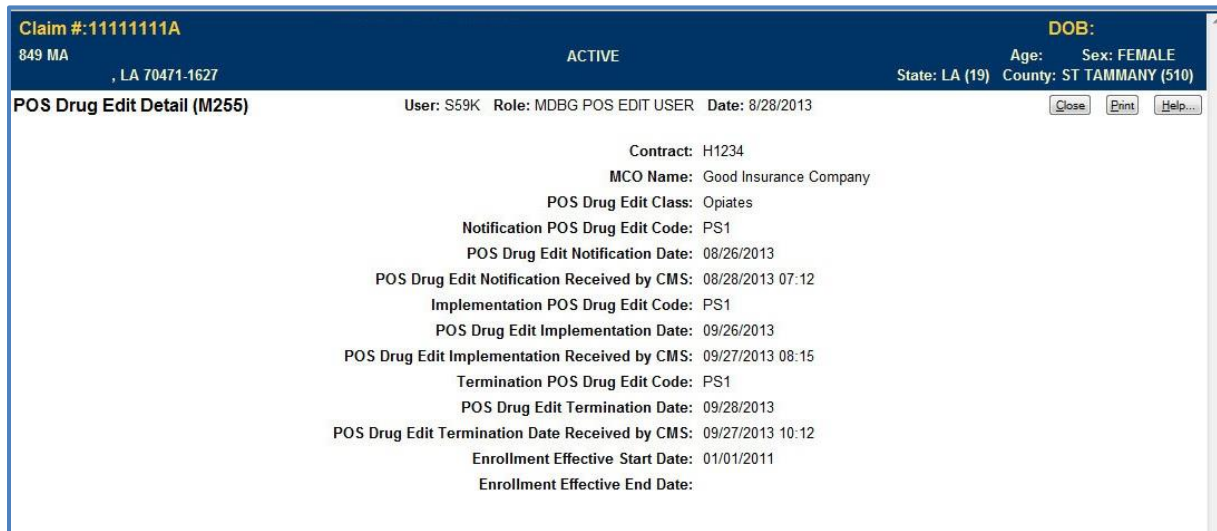 Claim #:11111111A DOB:
849 MA ACTIVE Age: Sex: FEMALE
, LA 70471-1627 State: LA (19) County: ST TAMMANY (510)
POS Drug Edit Detail (M255) User: S59K Role: MDBG POS EDIT USER Date: 8/28/2013 Close Print Help...
Contract: H1234
MCO Name: Good Insurance Company
POS Drug Edit Class: Opiates
Notification POS Drug Edit Code: PS1
POS Drug Edit Notification Date: 08/26/2013
POS Drug Edit Notification Received by CMS: 08/28/2013 07:12
Implementation POS Drug Edit Code: PS1
POS Drug Edit Implementation Date: 09/26/2013
POS Drug Edit Implementation Received by CMS: 09/27/2013 08:15
Termination POS Drug Edit Code: PS1
POS Drug Edit Termination Date: 09/28/2013
POS Drug Edit Termination Date Received by CMS: 09/27/2013 10:12
Enrollment Effective Start Date: 01/01/2011
Enrollment Effective End Date: